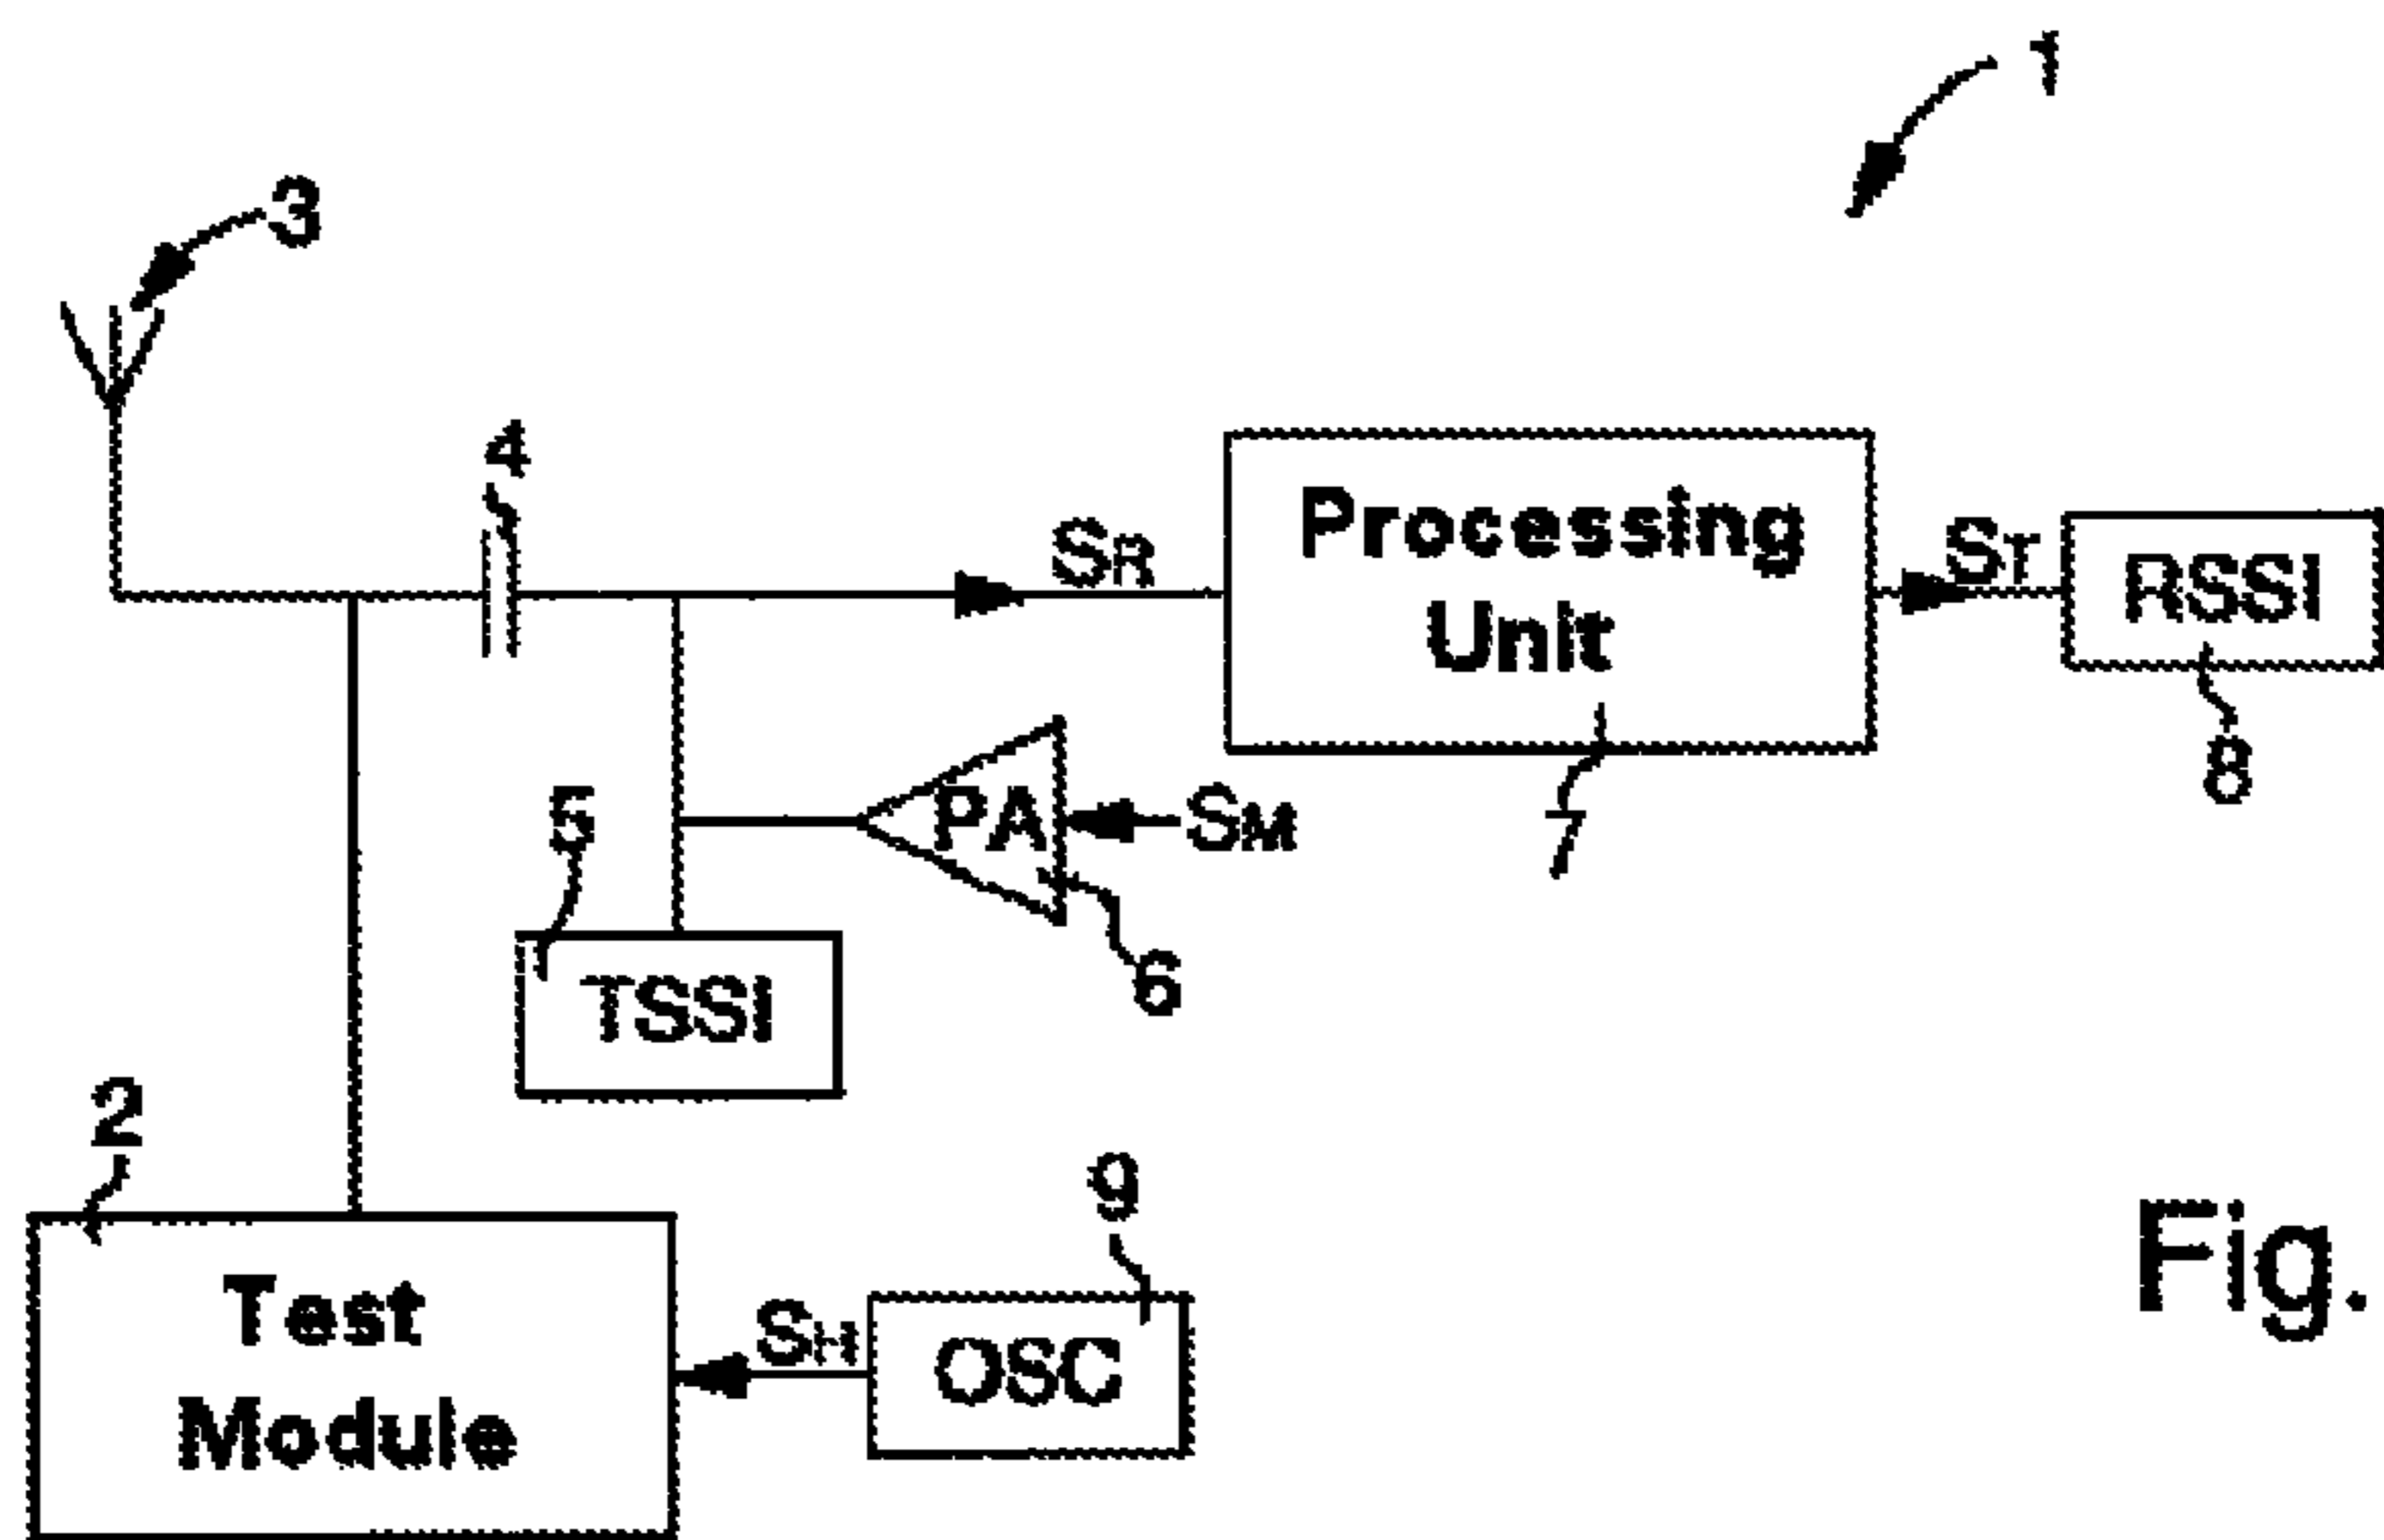 1
3
4
SR
Processing
Unit
ST
RSSI
8
5
PA
SM
7
6
TSSI
2
9
Test
Module
SH
OSC
Fig.